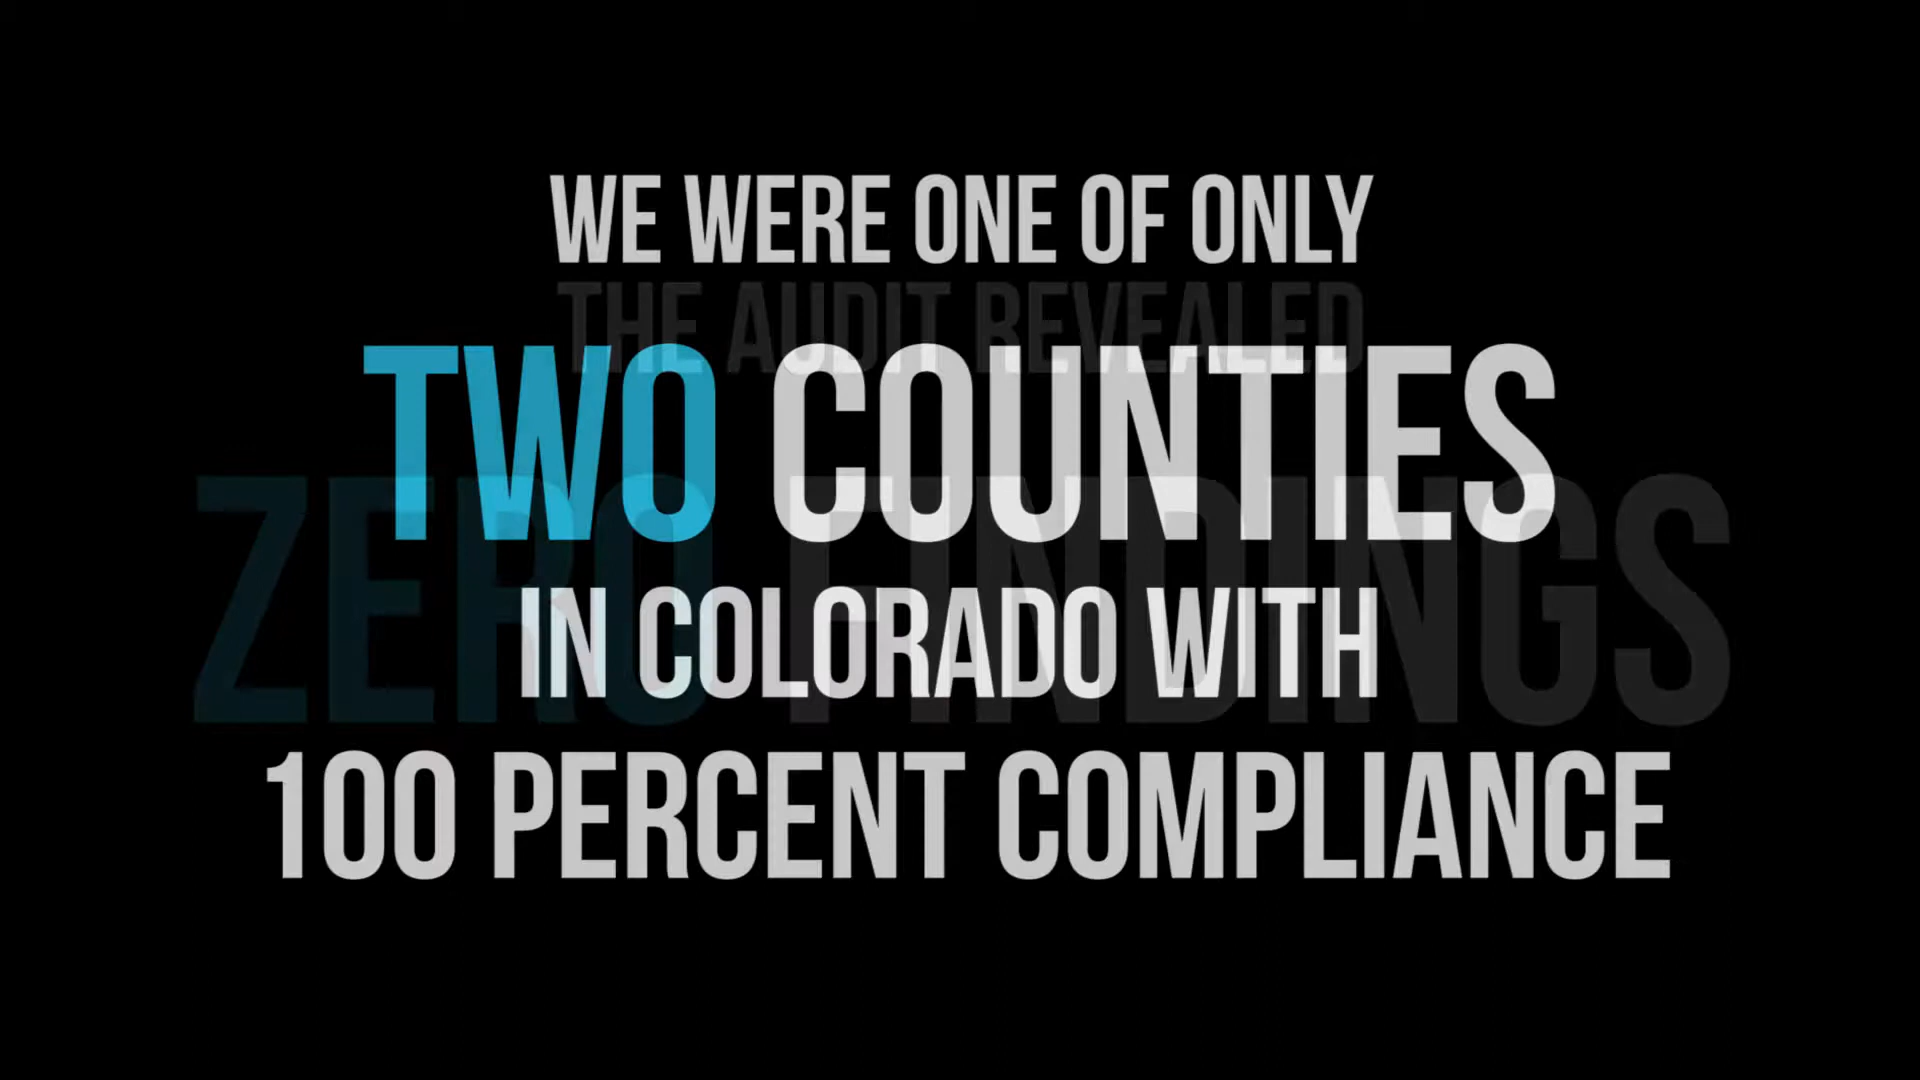 WE WERE ONE OF ONLY
THE AUDIT REVEALED
TWO COUNTIES
ZERO FINDINGS
IN COLORADO WITH
100 PERCENT COMPLIANCE